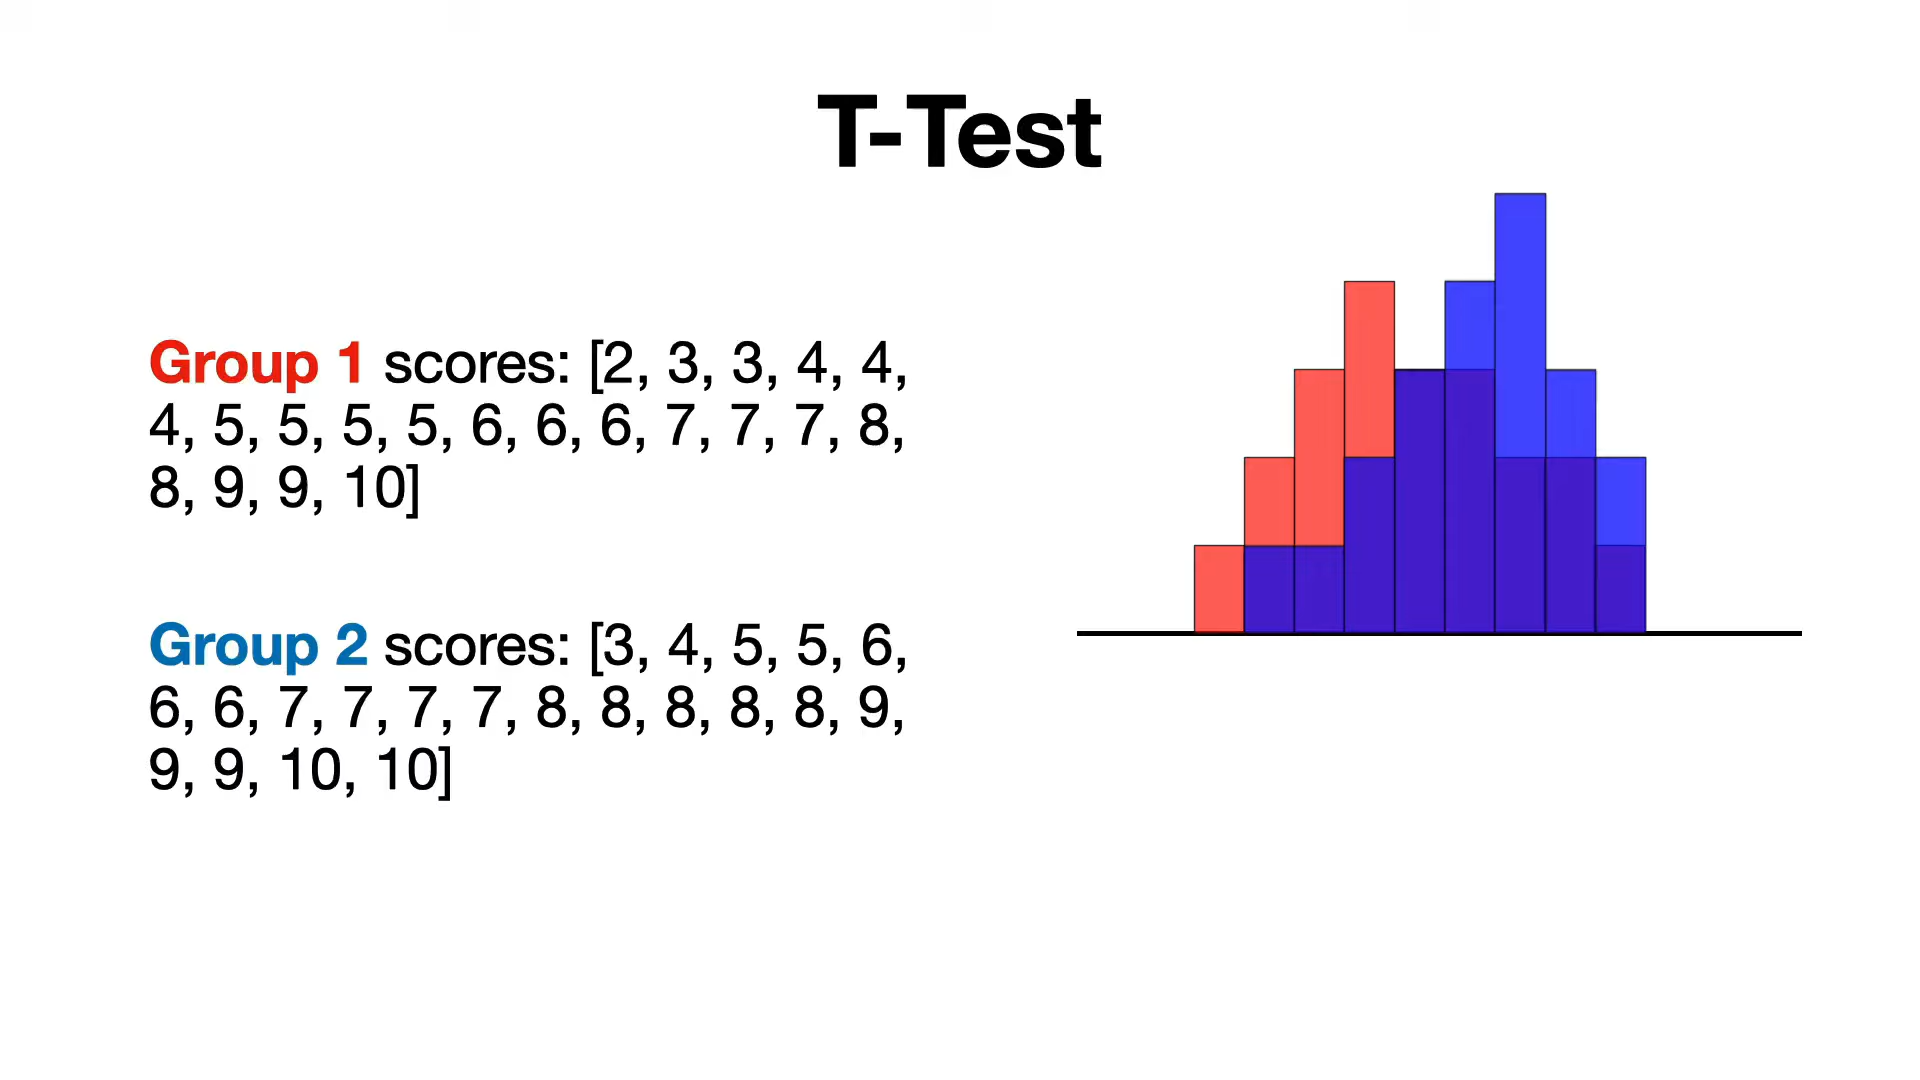 T-Test
Group 1 scores: [2, 3, 3, 4, 4,
4, 5, 5, 5, 5, 6, 6, 6, 7, 7, 7, 8,
8, 9, 9, 10]
Group 2 scores: [3, 4, 5, 5, 6,
6, 6, 7, 7, 7, 7, 8, 8, 8, 8, 8, 9,
9, 9, 10, 10]